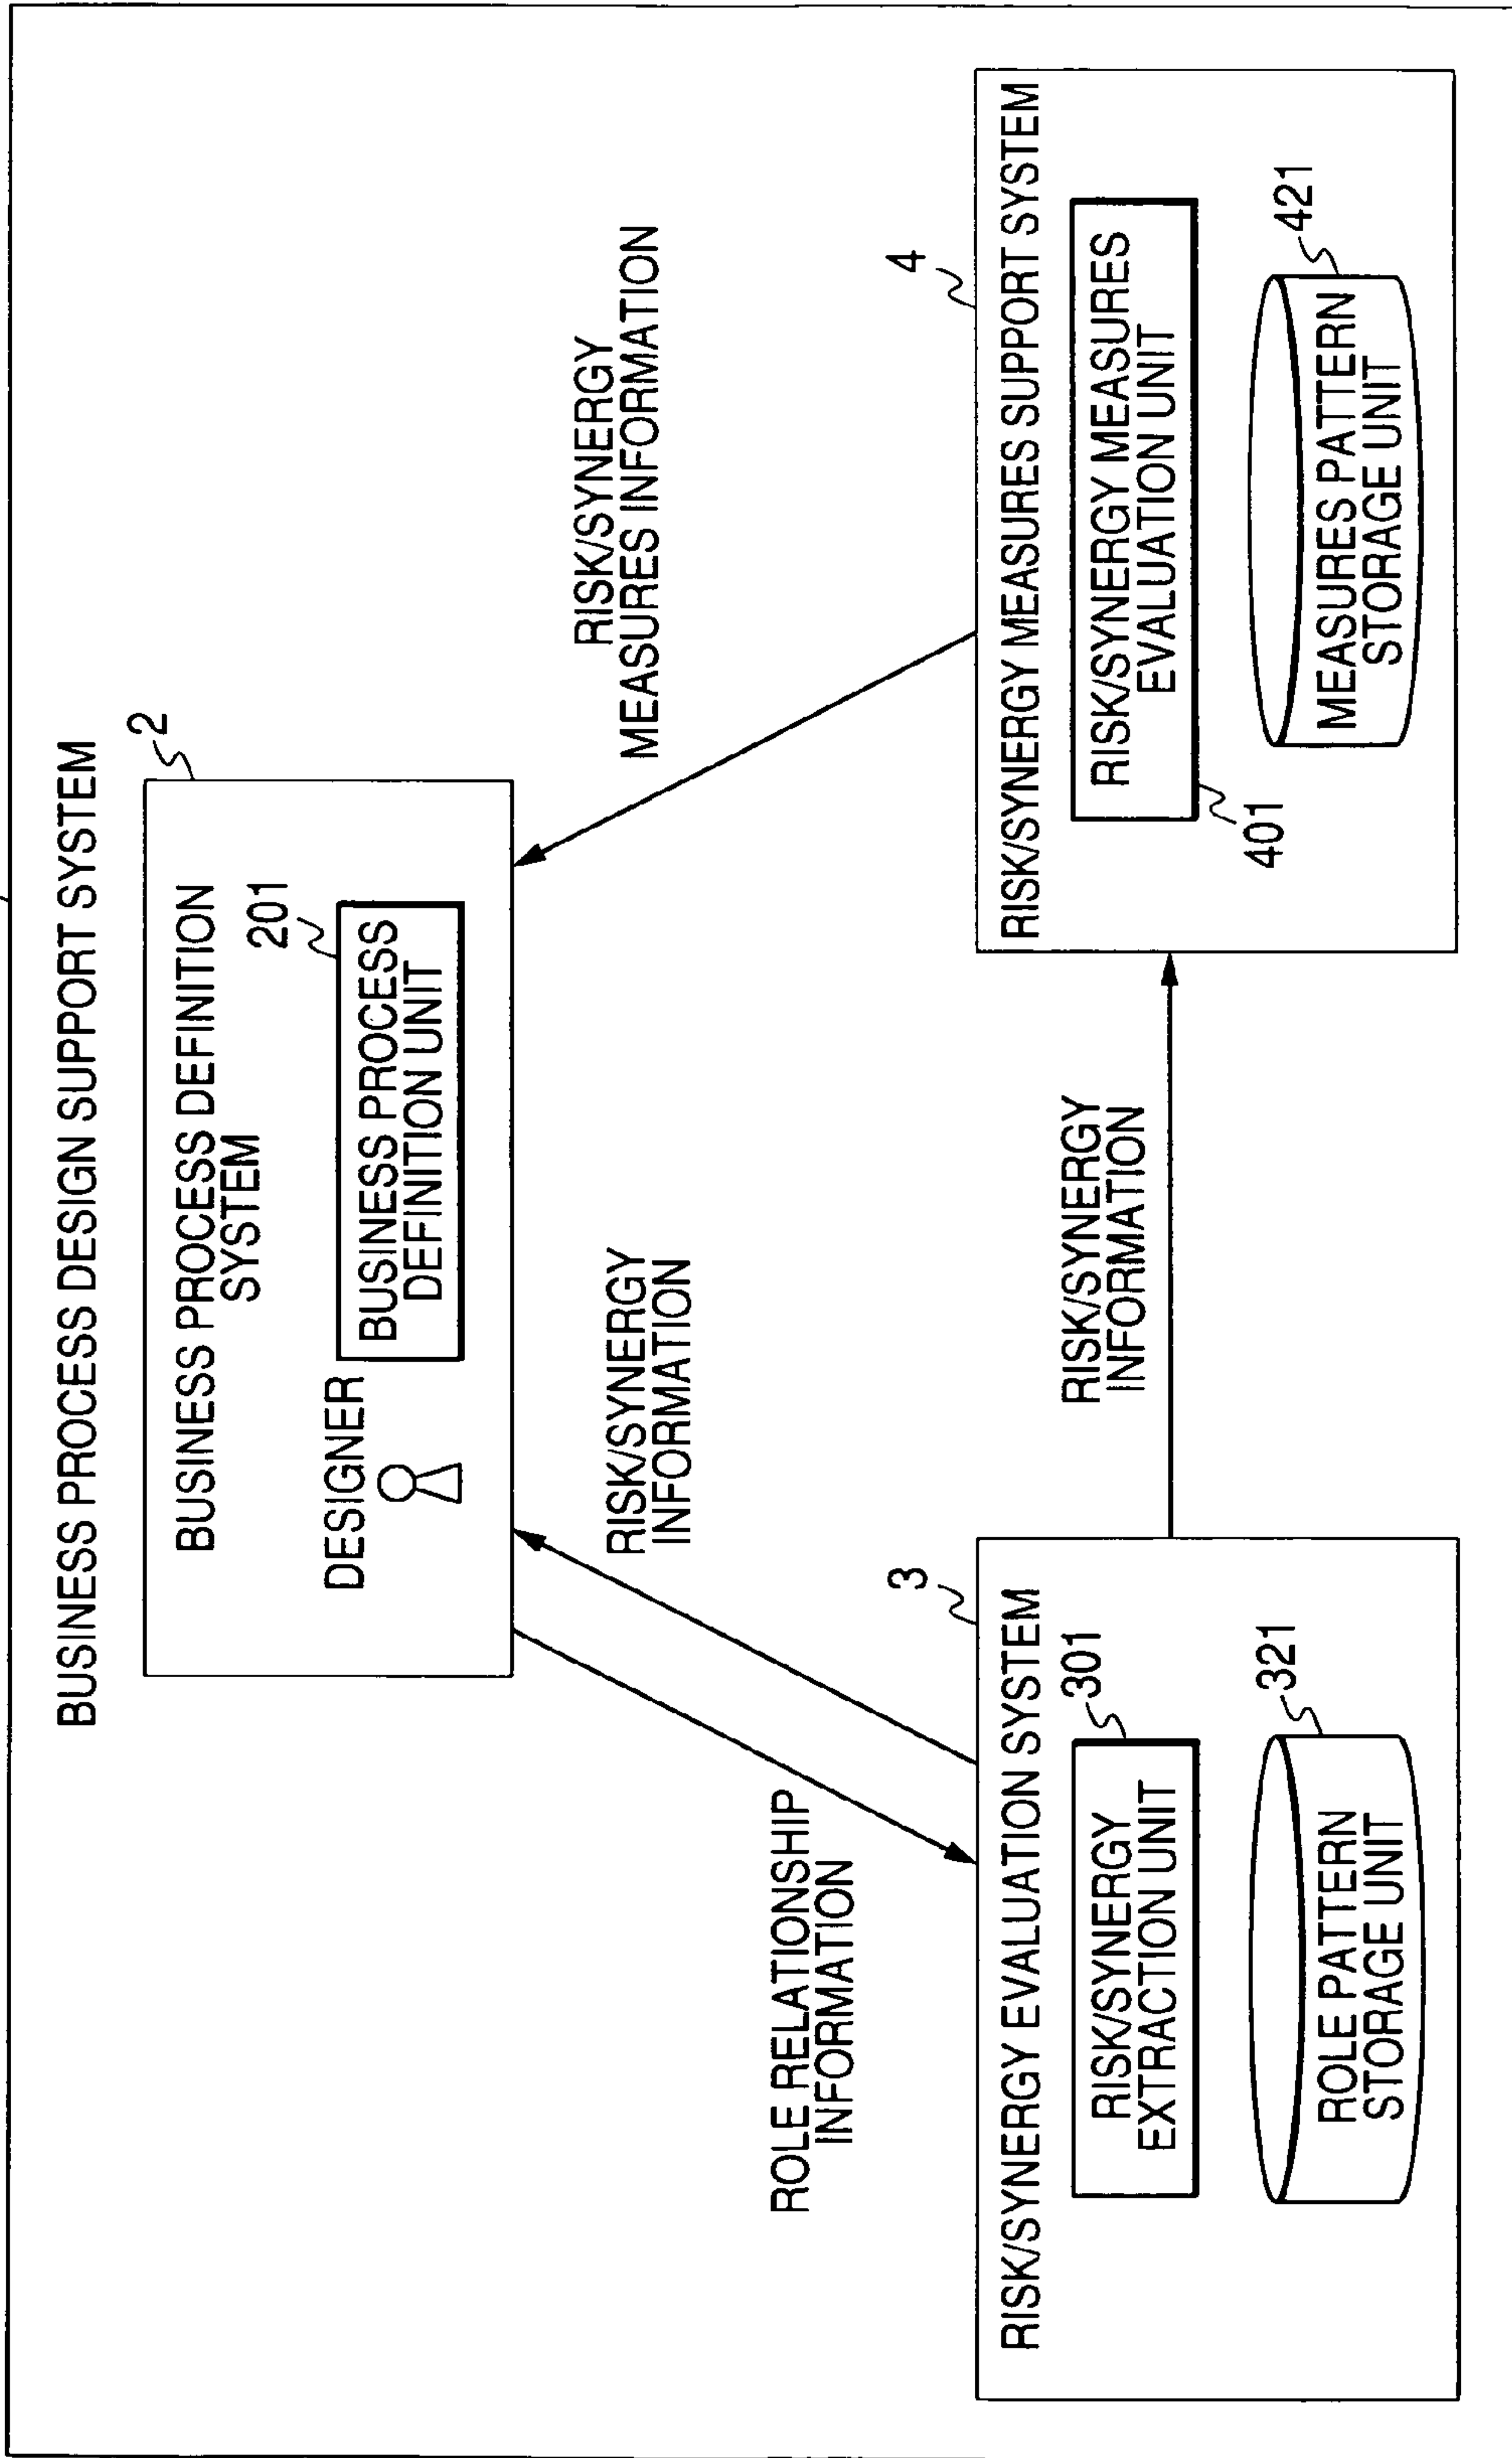 BUSINESS PROCESS DESIGN SUPPORT SYSTEM
2
BUSINESS PROCESS DEFINITION
SYSTEM
201
DESIGNER
BUSINESS PROCESS
DEFINITION UNIT
ROLE RELATIONSHIP
INFORMATION
RISK/SYNERGY
INFORMATION
RISK/SYNERGY
MEASURES INFORMATION
3
RISK/SYNERGY EVALUATION SYSTEM
301
RISK/SYNERGY
EXTRACTION UNIT
321
ROLE PATTERN
STORAGE UNIT
RISK/SYNERGY
INFORMATION
4
RISK/SYNERGY MEASURES SUPPORT SYSTEM
RISK/SYNERGY MEASURES
EVALUATION UNIT
401
421
MEASURES PATTERN
STORAGE UNIT